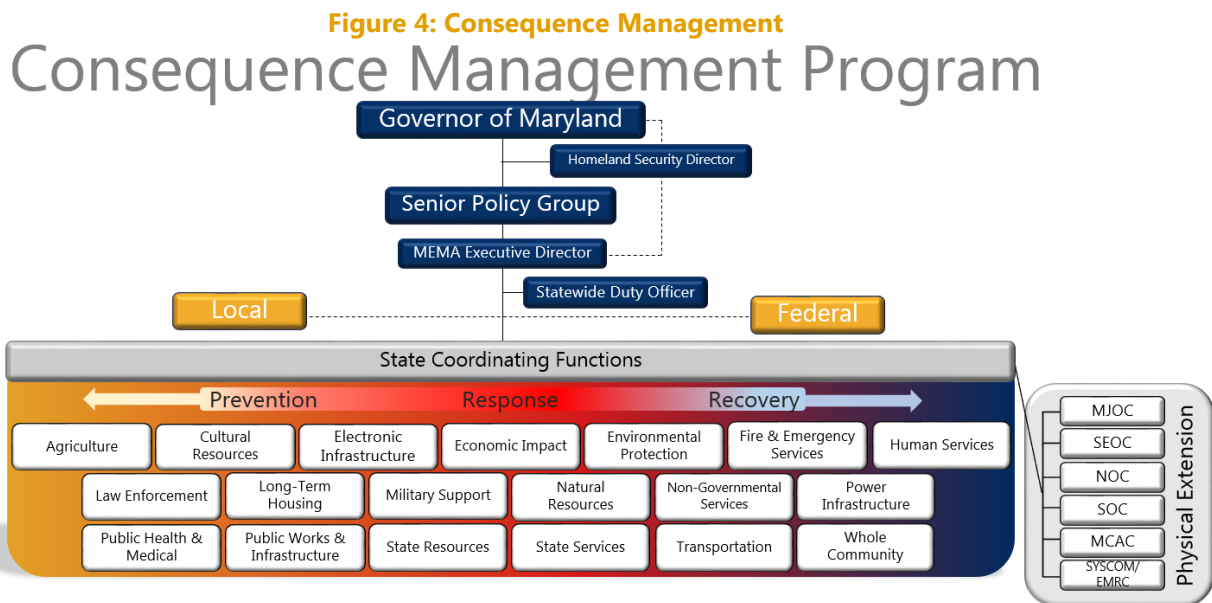 Figure 4: Consequence Management
Consequence Management Program
Governor of Maryland
Homeland Security Director
Senior Policy Group
MEMA Executive Director
Statewide Duty Officer
Local
Federal
State Coordinating Functions
Prevention
Response
Recovery
Agriculture
Cultural
Resources
Electronic
Infrastructure
Economic Impact
Environmental
Protection
Fire & Emergency
Services
Human Services
Law Enforcement
Long-Term
Housing
Military Support
Natural
Resources
Non-Governmental
Services
Power
Infrastructure
Public Health &
Medical
Public Works &
Infrastructure
State Resources
State Services
Transportation
Whole
Community
MJOC
SEOC
NOC
SOC
MCAC
SYSCOM/
EMRC
Physical Extension